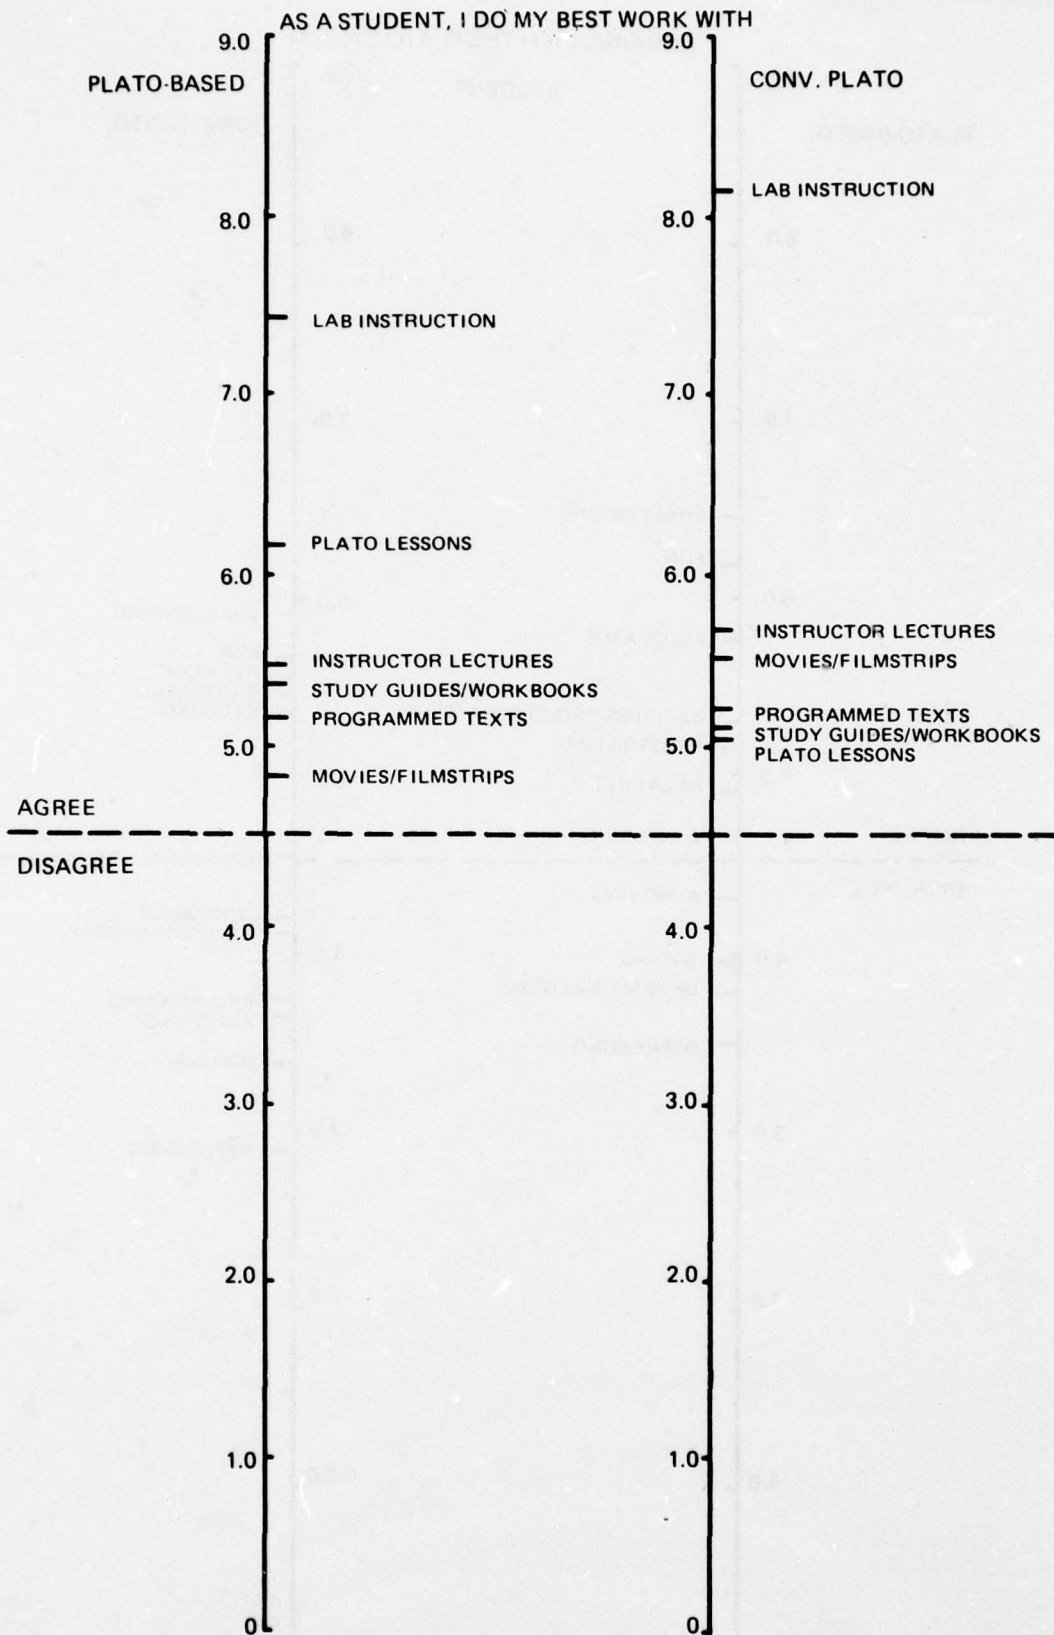 AS A STUDENT, I DO MY BEST WORK WITH
9.0
PLATO-BASED
8.0
LAB INSTRUCTION
7.0
PLATO LESSONS
6.0
INSTRUCTOR LECTURES
STUDY GUIDES/WORKBOOKS
PROGRAMMED TEXTS
5.0
MOVIES/FILMSTRIPS
AGREE
DISAGREE
4.0
3.0
2.0
1.0
0
9.0
CONV. PLATO
LAB INSTRUCTION
8.0
7.0
6.0
INSTRUCTOR LECTURES
MOVIES/FILMSTRIPS
PROGRAMMED TEXTS
STUDY GUIDES/WORKBOOKS
5.0
PLATO LESSONS
4.0
3.0
2.0
1.0
0